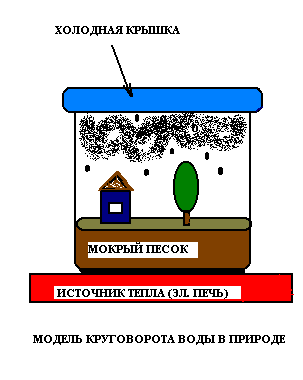 ХОЛОДНАЯ КРЫШКА
МОКРЫЙ ПЕСОК
ИСТОЧНИК ТЕПЛА (ЭЛ. ПЕЧЬ)
МОДЕЛЬ КРУГОВОРОТА ВОДЫ В ПРИРОДЕ